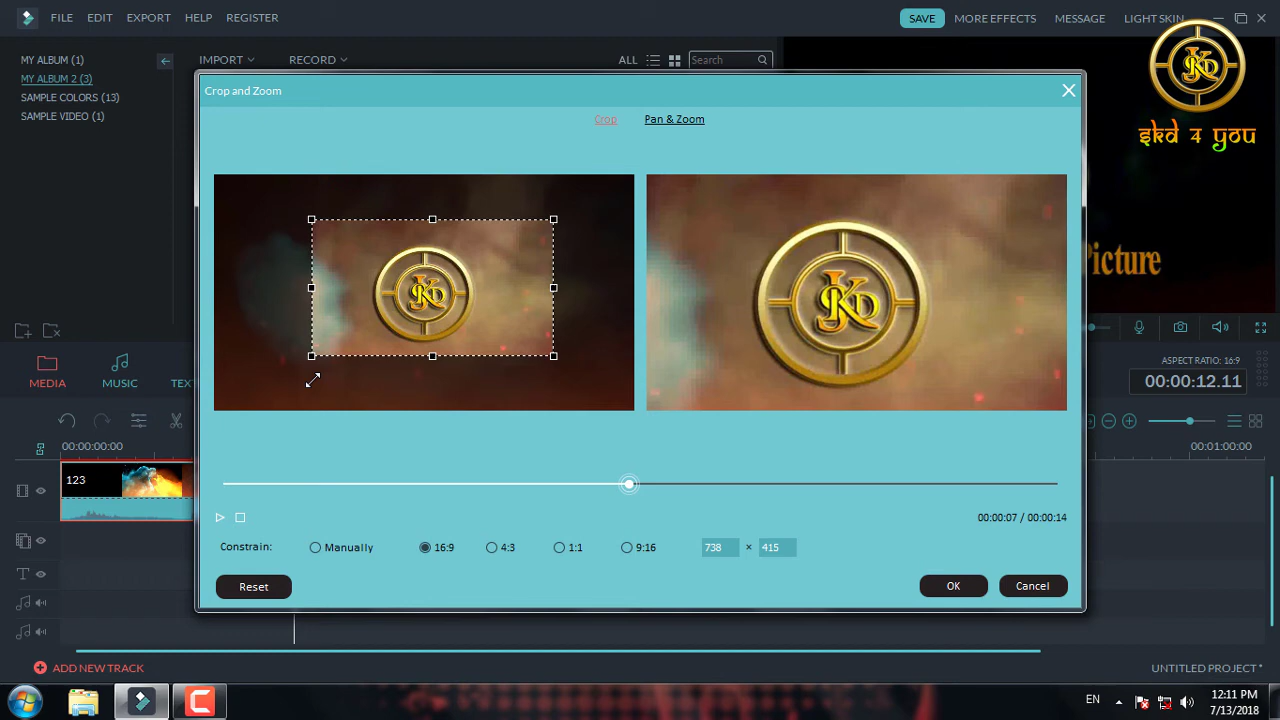 FILE EDIT EXPORT HELP REGISTER SAVE MORE EFFECTS MESSAGE LIGHT SKIN
MY ALBUM (1)
MY ALBUM 2 (3)
SAMPLE COLORS (13)
SAMPLE VIDEO (1)
IMPORT RECORD ALL Search
SKD 4 YOU
Crop and Zoom
Crop Pan & Zoom
Picture
00:00:07 / 00:00:14
Constrain: Manually 16:9 4:3 1:1 9:16 738 × 415
Reset OK Cancel
MEDIA MUSIC TEX
ASPECT RATIO: 16:9
00:00:12.11
00:00:00:00 00:01:00:00
123
ADD NEW TRACK UNTITLED PROJECT *
EN 12:11 PM
7/13/2018